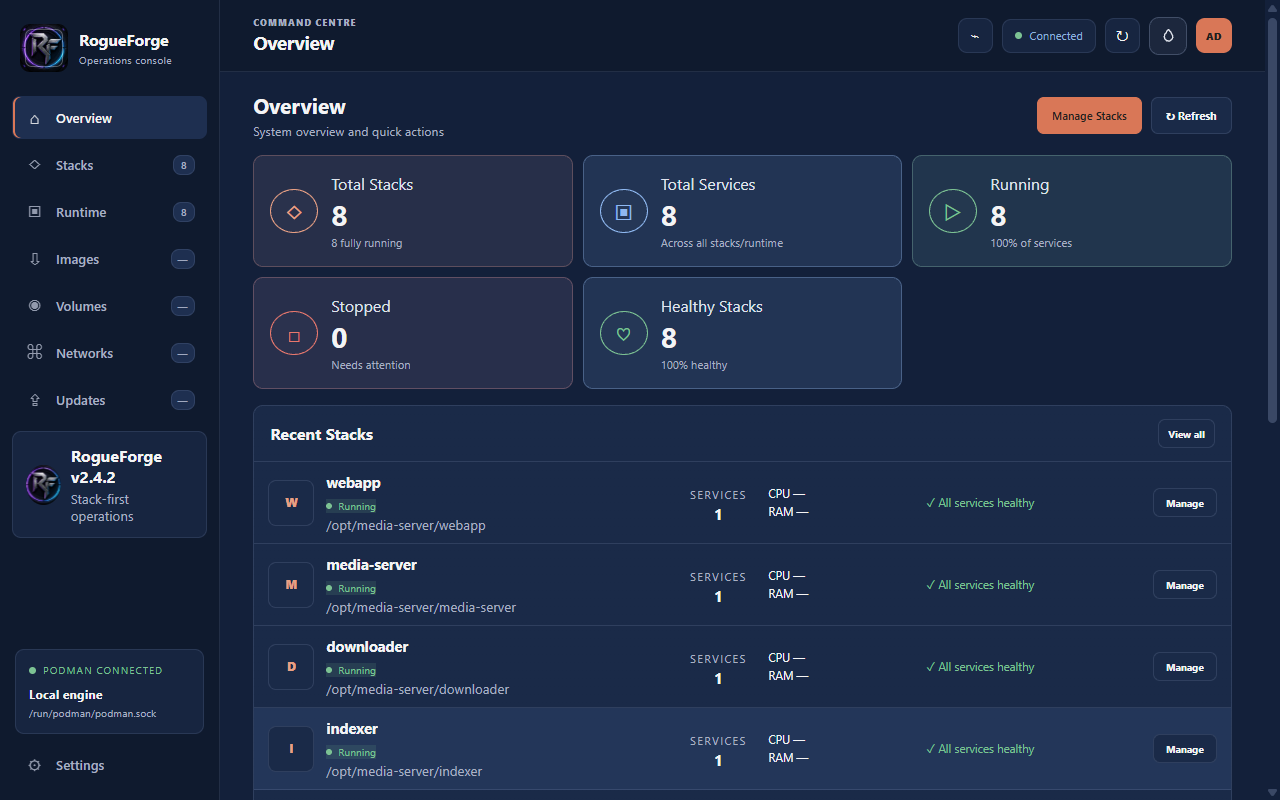 RogueForge
Operations console
Overview
Stacks 8
Runtime 8
Images —
Volumes —
Networks —
Updates —
RogueForge
v2.4.2
Stack-first
operations
PODMAN CONNECTED
Local engine
/run/podman/podman.sock
Settings
COMMAND CENTRE
Overview
Connected
AD
Overview
System overview and quick actions
Manage Stacks
↻ Refresh
Total Stacks
8
8 fully running
Total Services
8
Across all stacks/runtime
Running
8
100% of services
Stopped
0
Needs attention
Healthy Stacks
8
100% healthy
Recent Stacks
View all
W
webapp
Running
/opt/media-server/webapp
SERVICES
1
CPU —
RAM —
✓ All services healthy
Manage
M
media-server
Running
/opt/media-server/media-server
SERVICES
1
CPU —
RAM —
✓ All services healthy
Manage
D
downloader
Running
/opt/media-server/downloader
SERVICES
1
CPU —
RAM —
✓ All services healthy
Manage
I
indexer
Running
/opt/media-server/indexer
SERVICES
1
CPU —
RAM —
✓ All services healthy
Manage